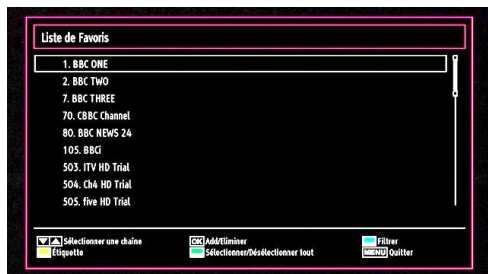 Liste de Favoris
1. BBC ONE
2. BBC TWO
7. BBC THREE
70. CBBC Channel
80. BBC NEWS 24
105. BBCi
503. ITV HD Trial
504. Ch4 HD Trial
505. five HD Trial
Sélectionner une chaîne OK Add/Eliminer Filtrer
Étiquette Sélectionner/Désélectionner tout MENU Quitter